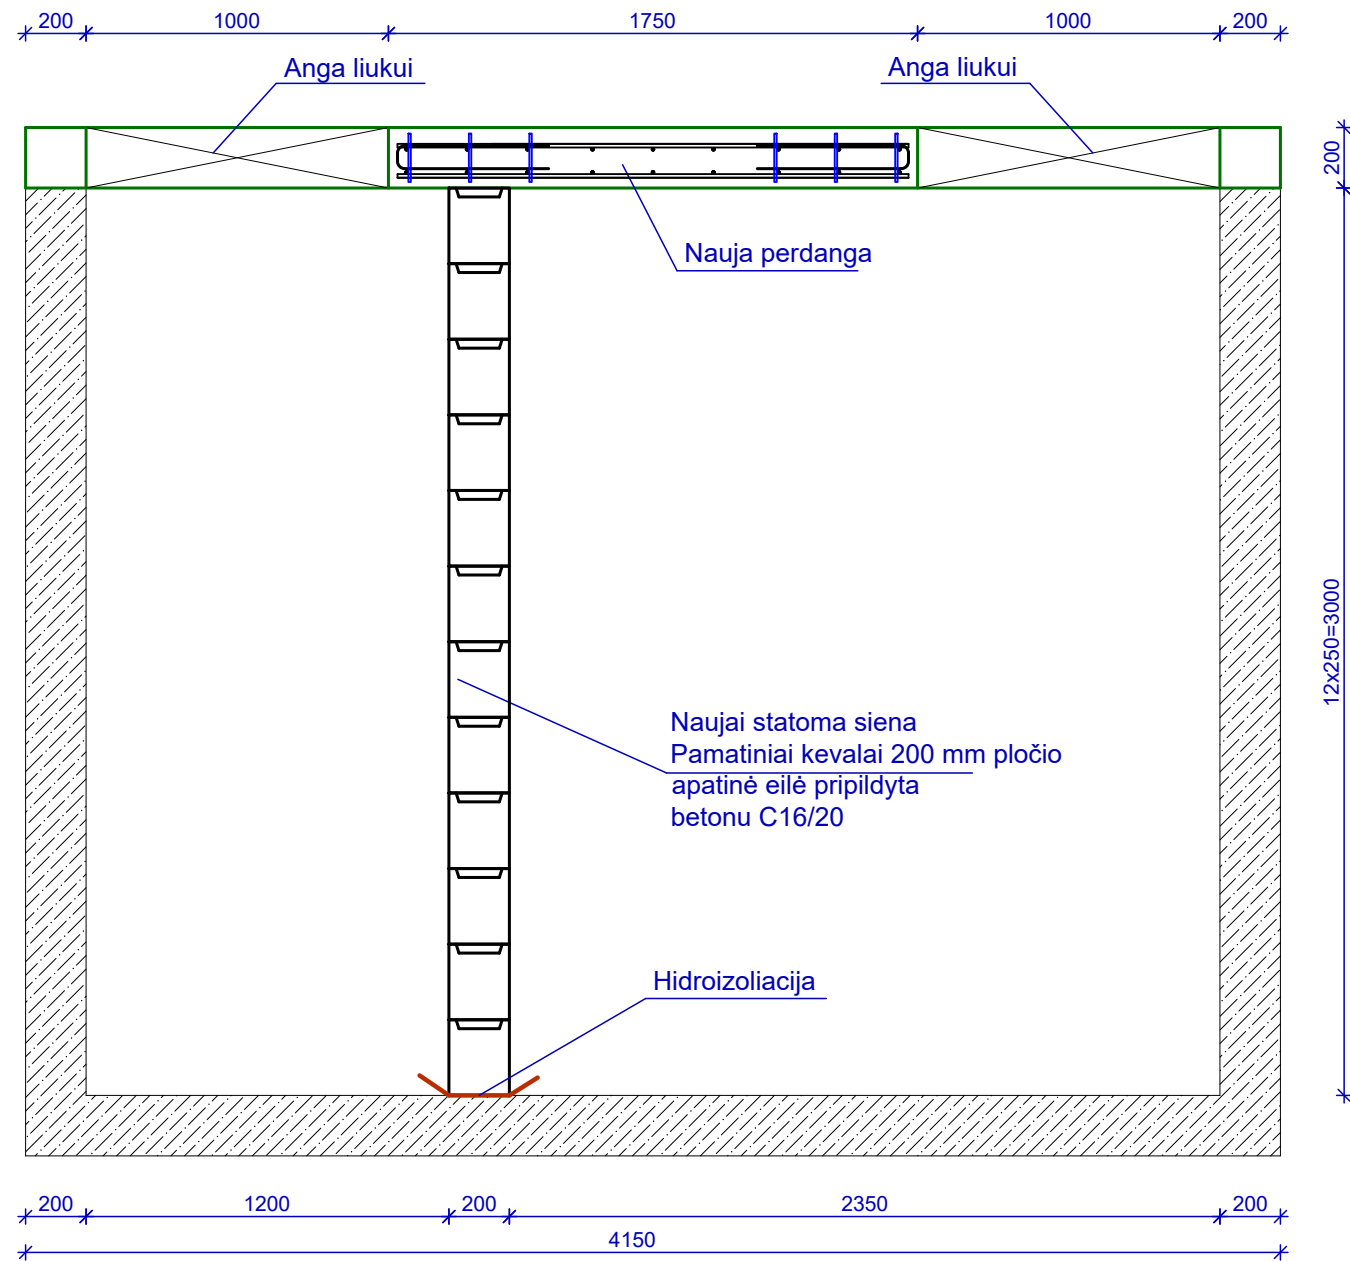 200
1000
1750
1000
200
Anga liukui
Anga liukui
200
Nauja perdanga
12x250=3000
Naujai statoma siena
Pamatiniai kevalai 200 mm pločio
apatinė eilė pripildyta
betonu C16/20
Hidroizoliacija
200
1200
200
2350
200
4150